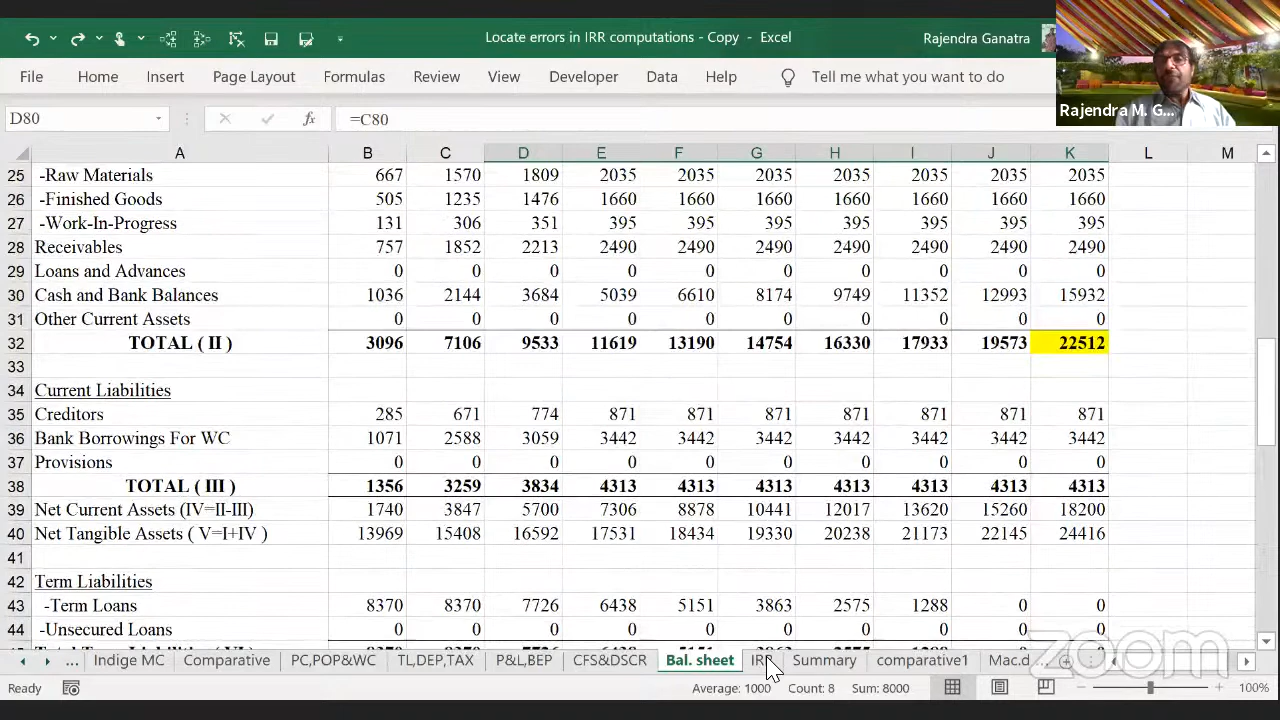 Locate errors in IRR computations - Copy - Excel
Rajendra Ganatra
File Home Insert Page Layout Formulas Review View Developer Data Help Tell me what you want to do
Rajendra M. G...
D80 fx =C80
A B C D E F G H I J K L M
25 -Raw Materials 667 1570 1809 2035 2035 2035 2035 2035 2035 2035
26 -Finished Goods 505 1235 1476 1660 1660 1660 1660 1660 1660 1660
27 -Work-In-Progress 131 306 351 395 395 395 395 395 395 395
28 Receivables 757 1852 2213 2490 2490 2490 2490 2490 2490 2490
29 Loans and Advances 0 0 0 0 0 0 0 0 0 0
30 Cash and Bank Balances 1036 2144 3684 5039 6610 8174 9749 11352 12993 15932
31 Other Current Assets 0 0 0 0 0 0 0 0 0 0
32 TOTAL ( II ) 3096 7106 9533 11619 13190 14754 16330 17933 19573 22512
33
34 Current Liabilities
35 Creditors 285 671 774 871 871 871 871 871 871 871
36 Bank Borrowings For WC 1071 2588 3059 3442 3442 3442 3442 3442 3442 3442
37 Provisions 0 0 0 0 0 0 0 0 0 0
38 TOTAL ( III ) 1356 3259 3834 4313 4313 4313 4313 4313 4313 4313
39 Net Current Assets (IV=II-III) 1740 3847 5700 7306 8878 10441 12017 13620 15260 18200
40 Net Tangible Assets ( V=I+IV ) 13969 15408 16592 17531 18434 19330 20238 21173 22145 24416
41
42 Term Liabilities
43 -Term Loans 8370 8370 7726 6438 5151 3863 2575 1288 0 0
44 -Unsecured Loans 0 0 0 0 0 0 0 0 0 0
... Indige MC Comparative PC,POP&WC TL,DEP,TAX P&L,BEP CFS&DSCR Bal. sheet IRR Summary comparative1 Mac.d ...
zoom
Ready Average: 1000 Count: 8 Sum: 8000 100%